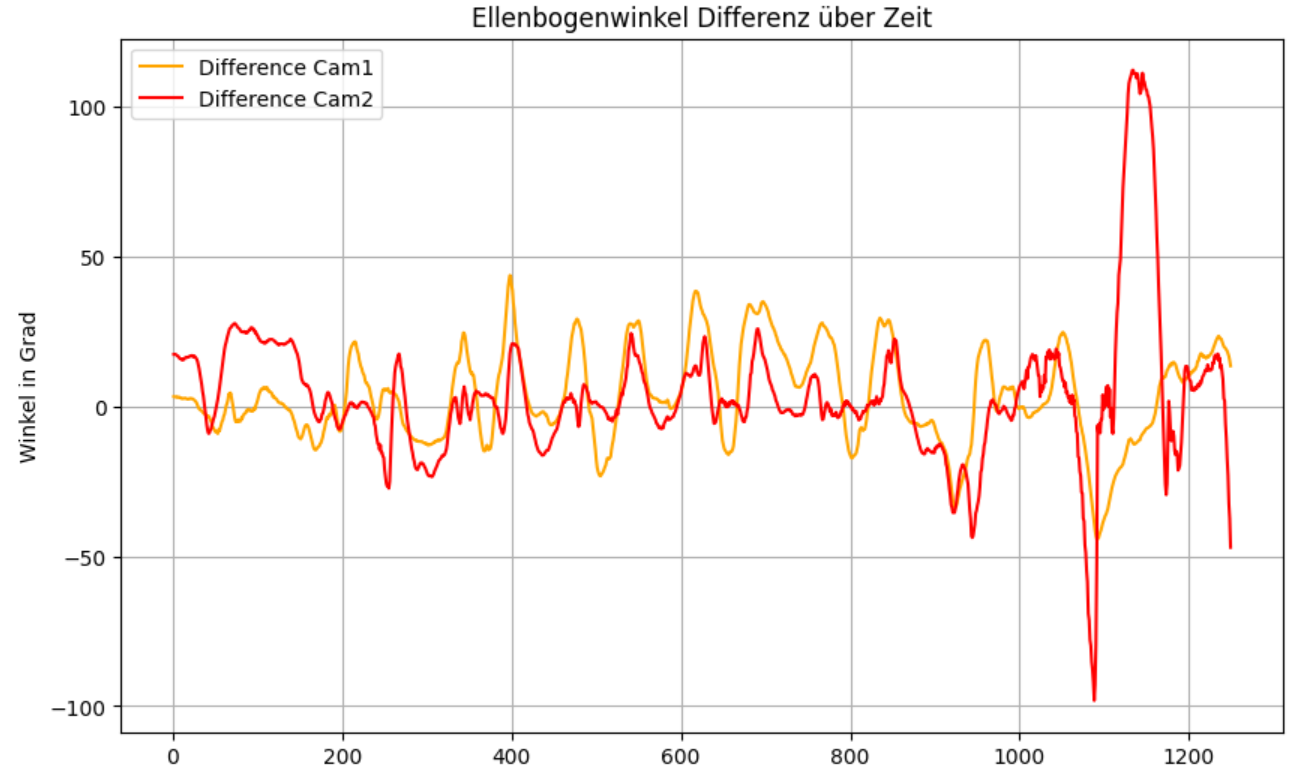 Ellenbogenwinkel Differenz über Zeit
Difference Cam1
Difference Cam2
Winkel in Grad
100
50
0
−50
−100
0 200 400 600 800 1000 1200